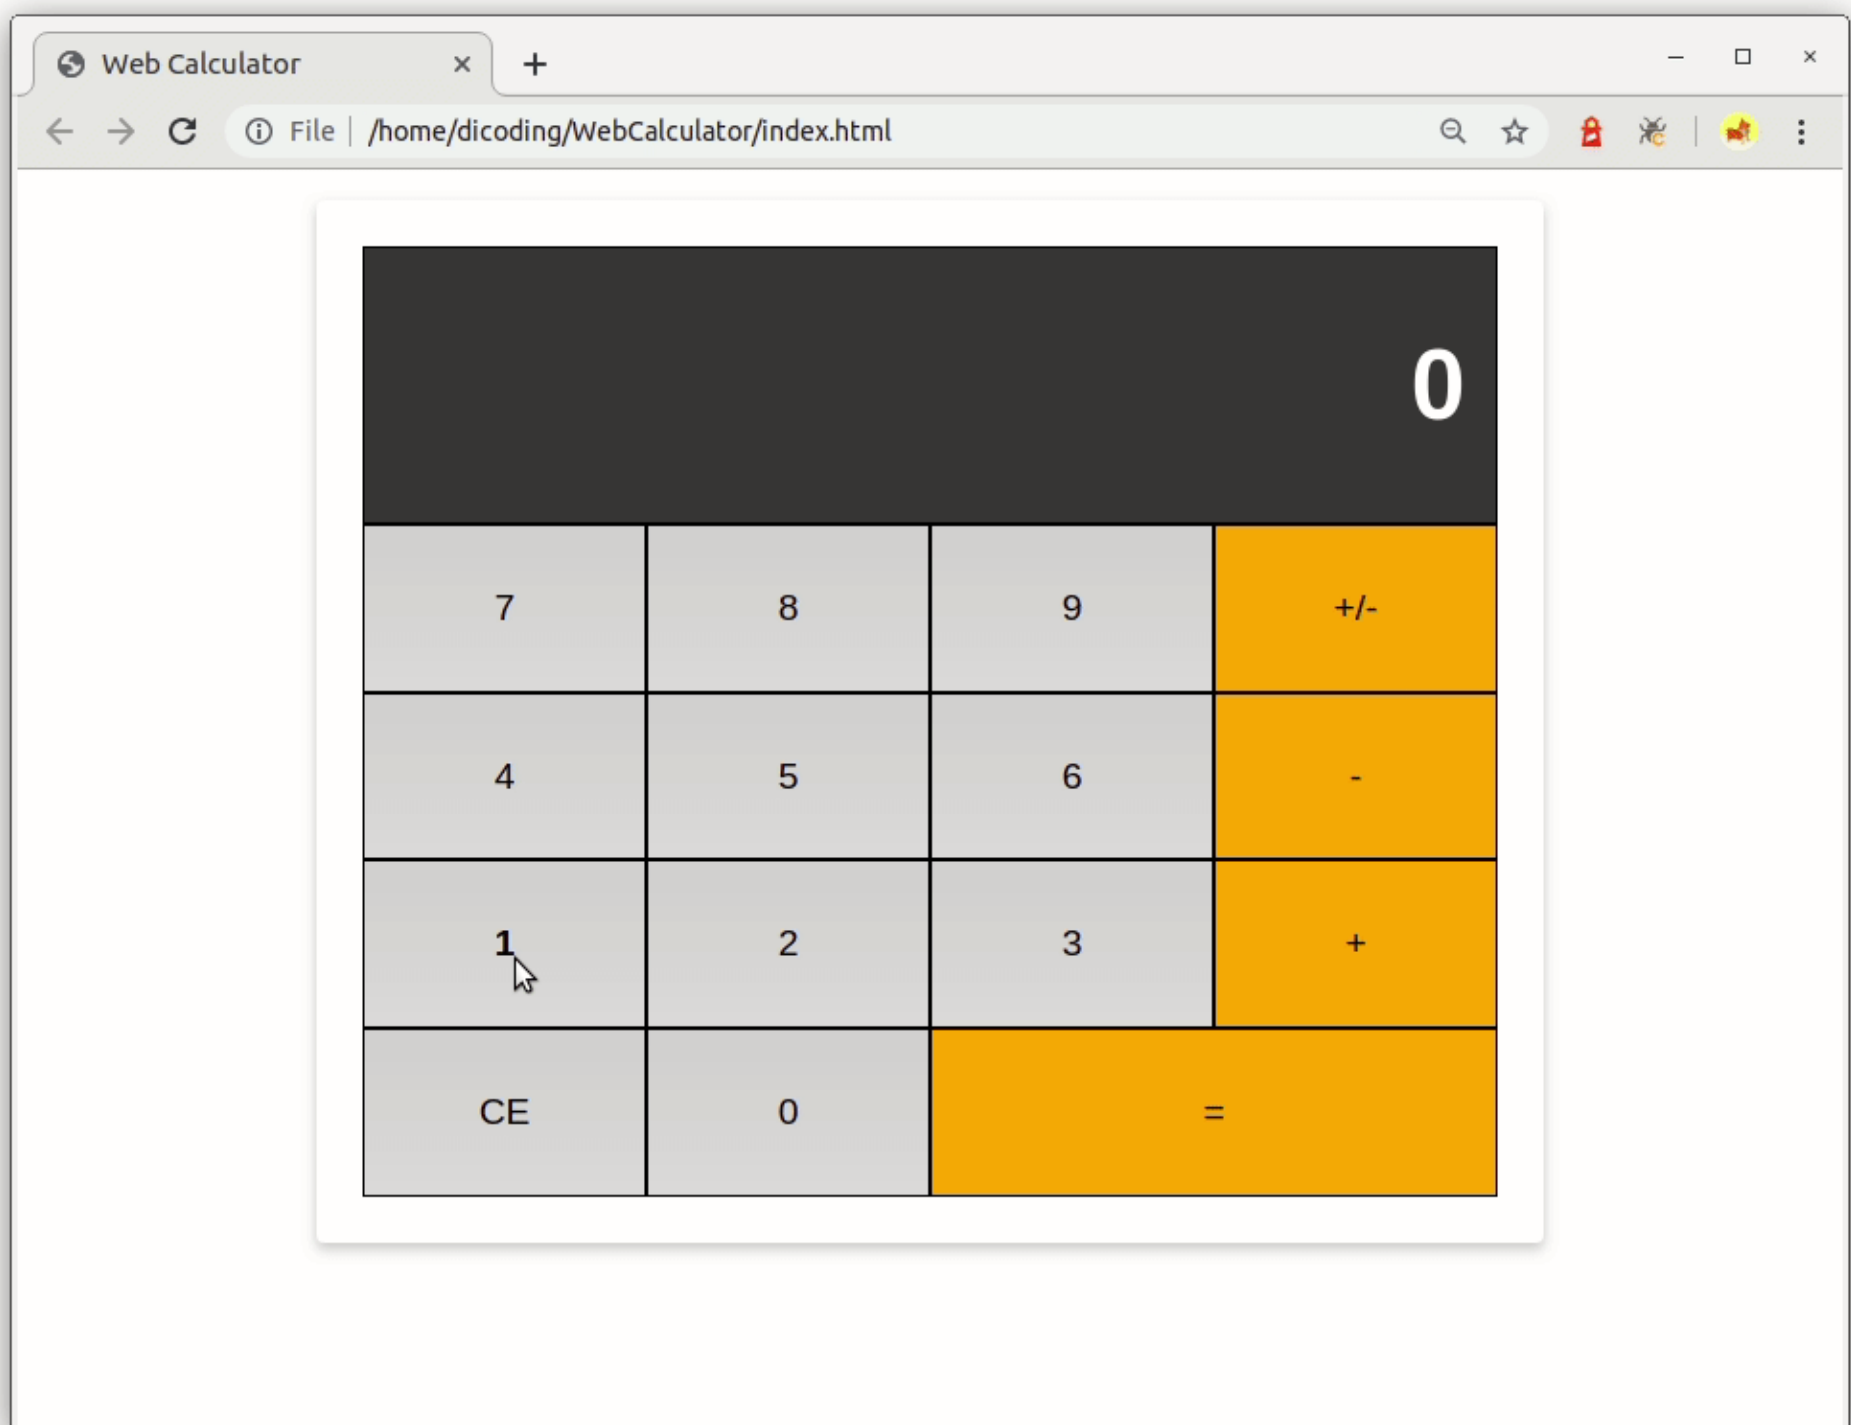 Web Calculator
File /home/dicoding/WebCalculator/index.html
0
7 8 9 +/-
4 5 6 -
1 2 3 +
CE 0 =